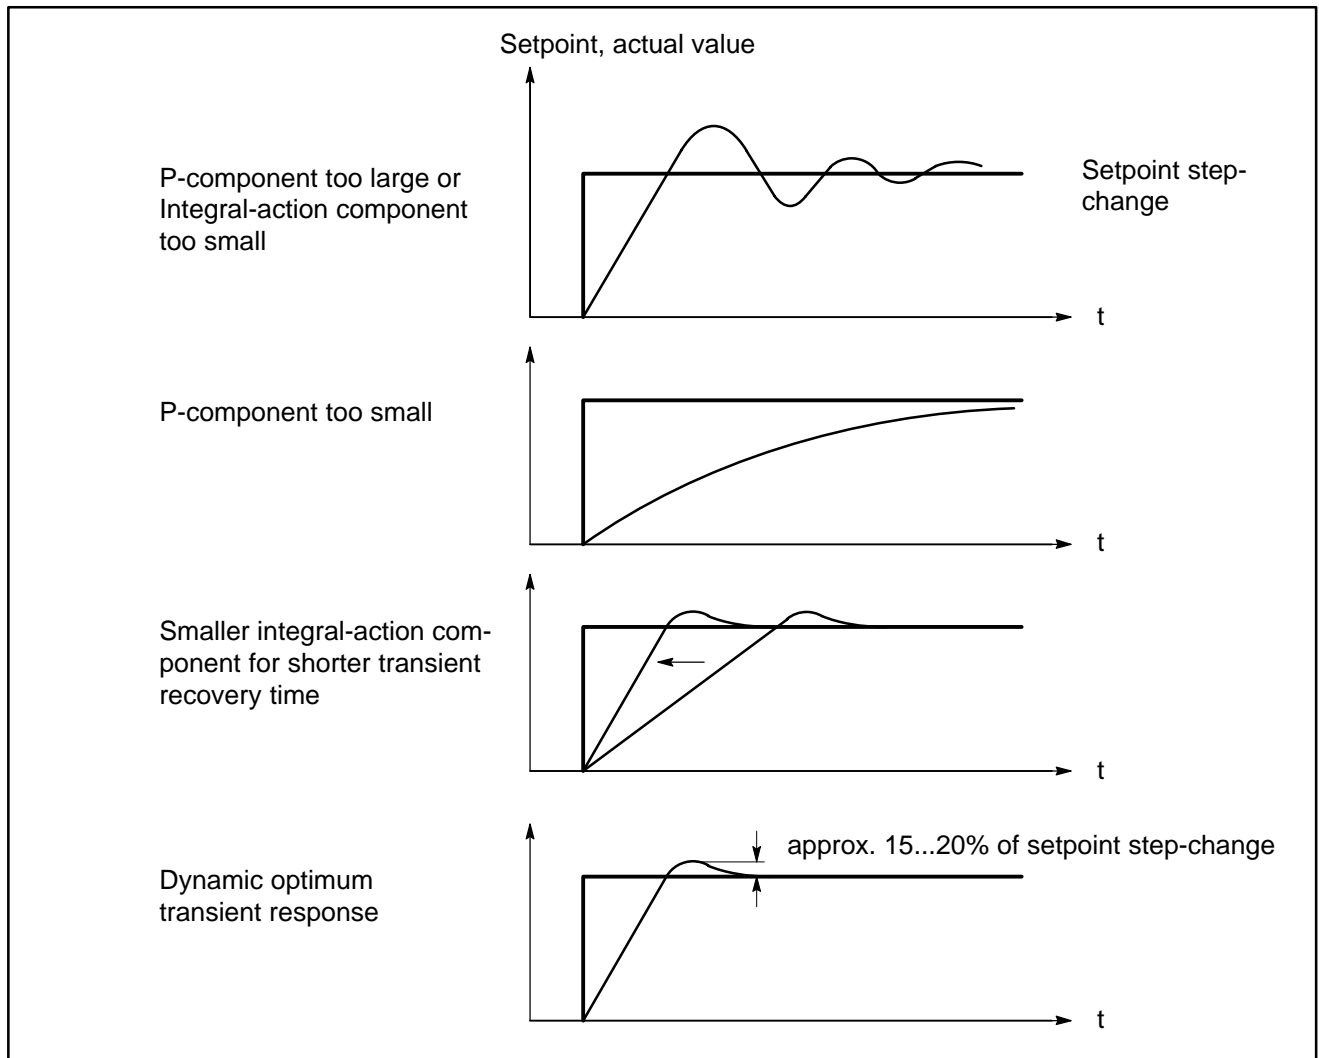 Setpoint, actual value
P-component too large or
Integral-action component
too small
Setpoint step-
change
t
P-component too small
t
Smaller integral-action com-
ponent for shorter transient
recovery time
t
approx. 15...20% of setpoint step-change
Dynamic optimum
transient response
t